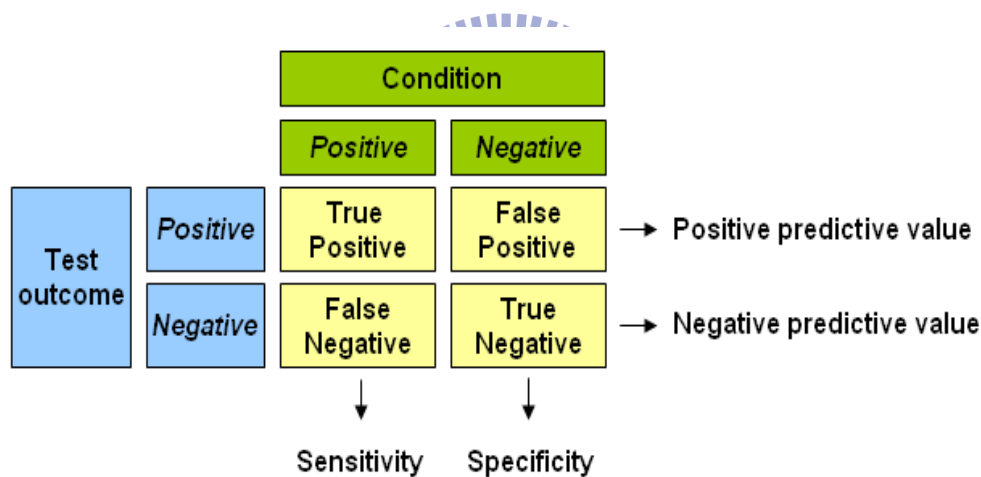 Condition
Positive Negative
Test
outcome
Positive
True
Positive
False
Positive
Positive predictive value
Negative
False
Negative
True
Negative
Negative predictive value
Sensitivity Specificity